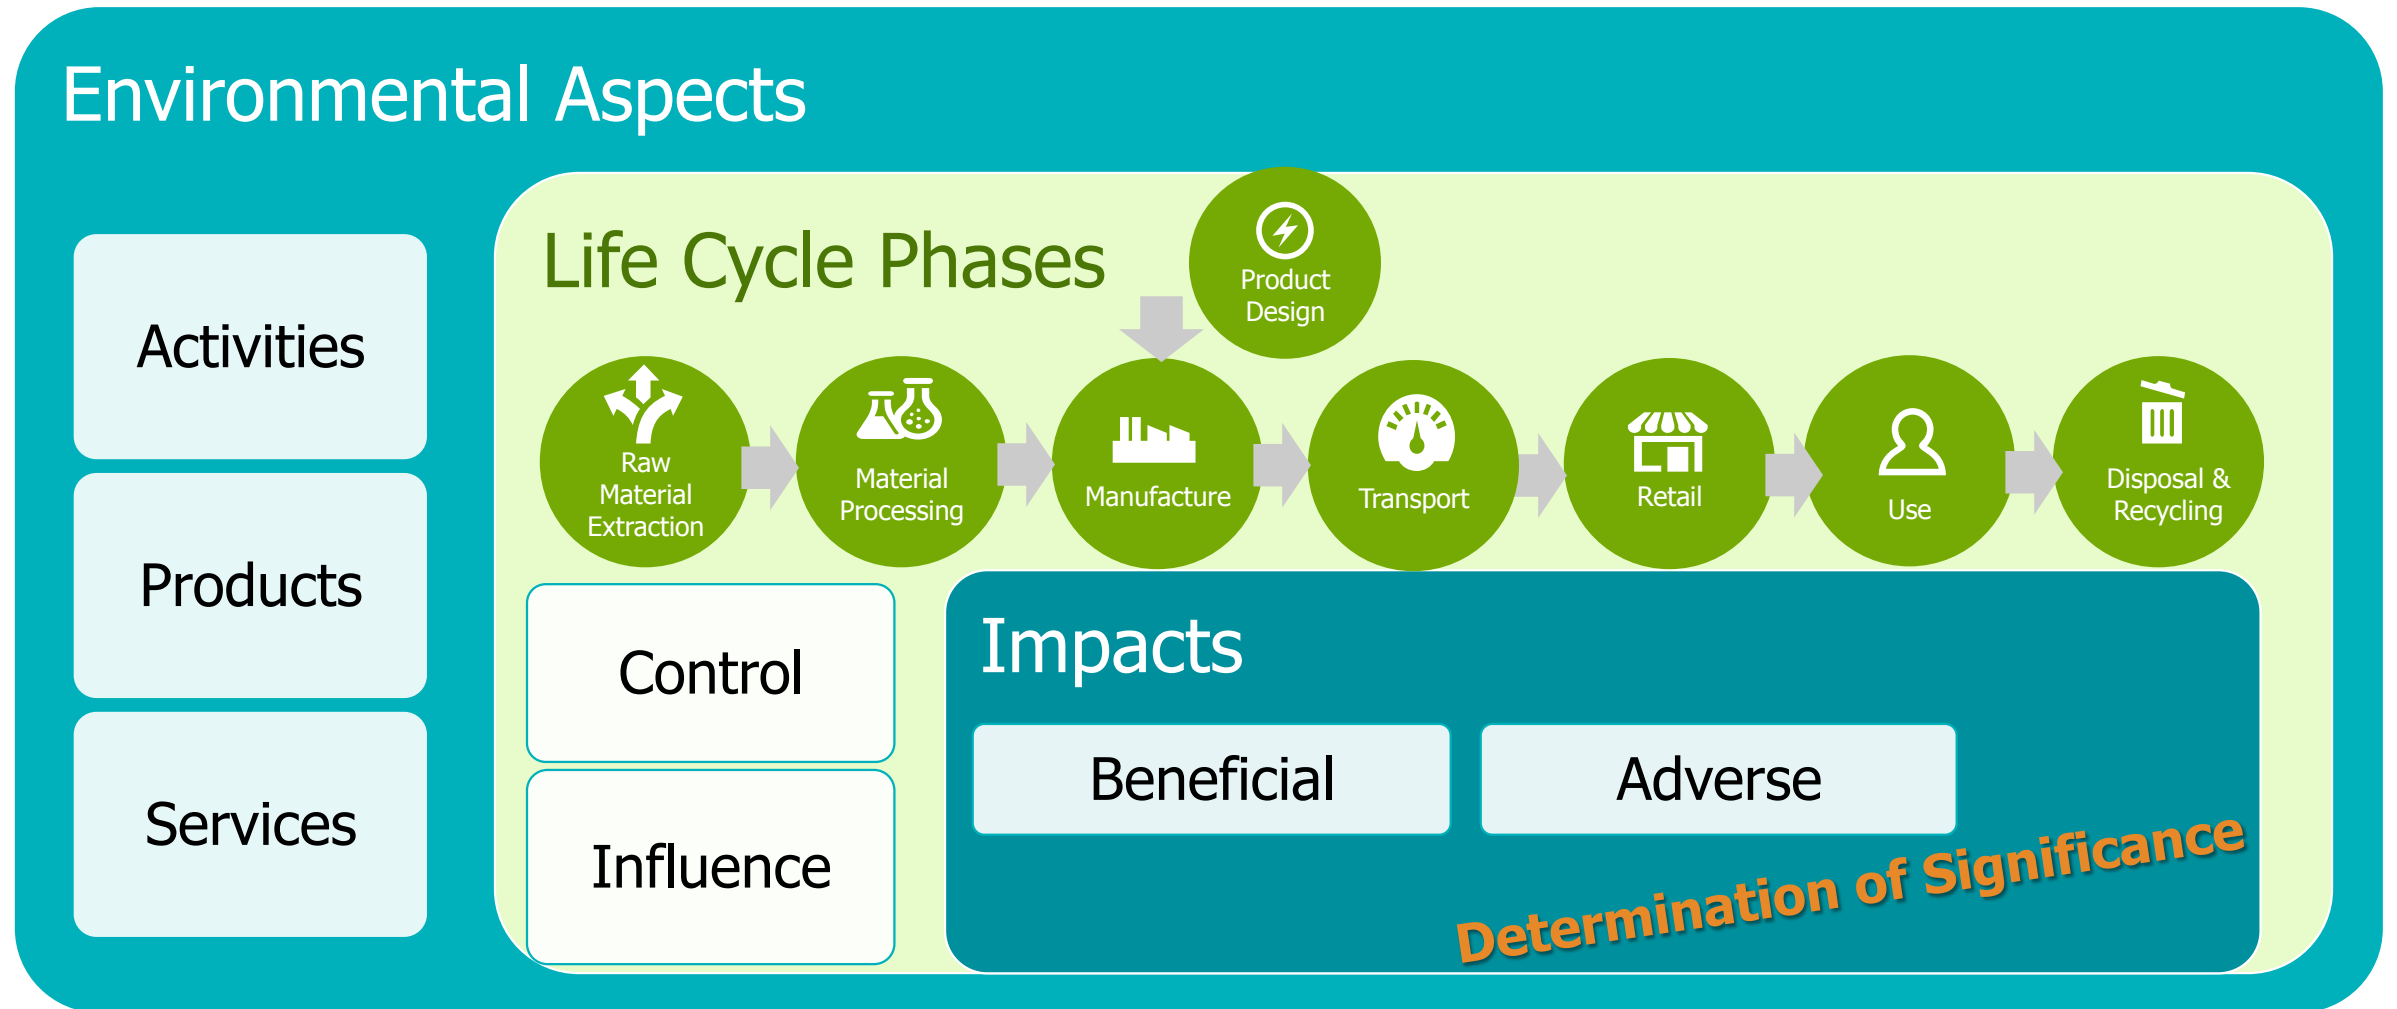 Environmental Aspects
Activities
Products
Services
Life Cycle Phases
Product
Design
Raw
Material
Extraction
Material
Processing
Manufacture
Transport
Retail
Use
Disposal &
Recycling
Control
Influence
Impacts
Beneficial
Adverse
Determination of Significance